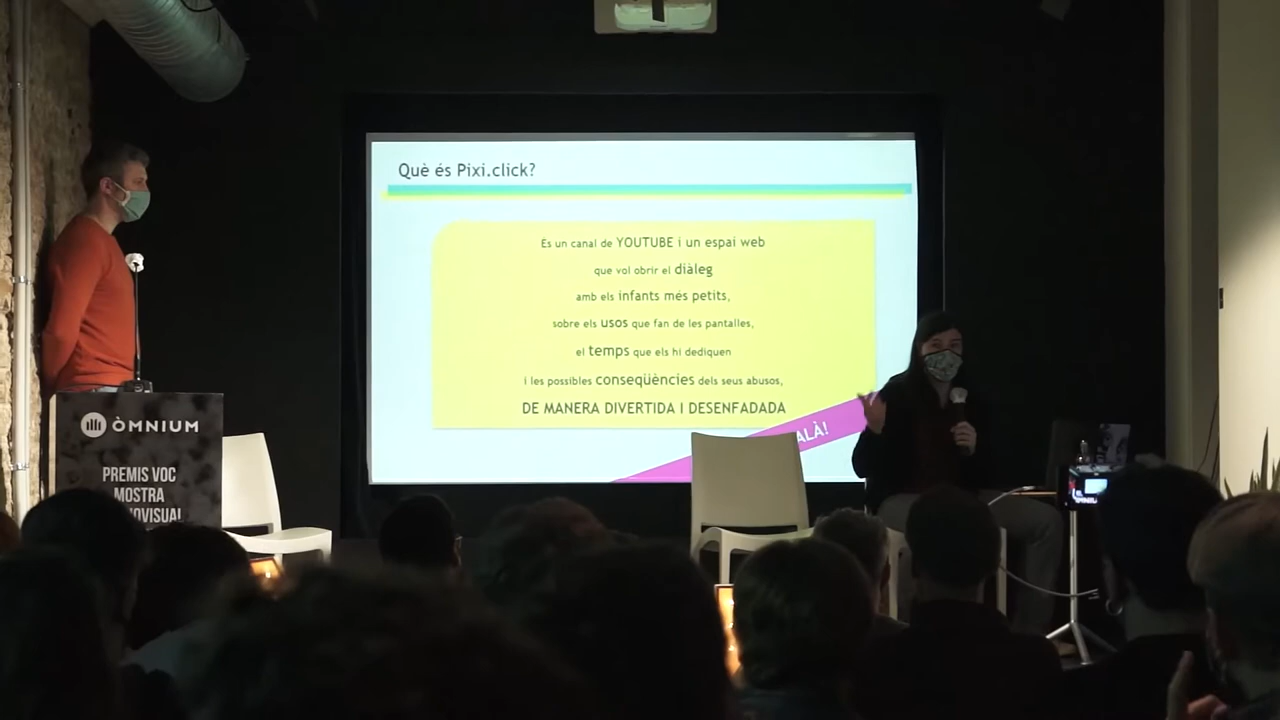 Què és Pixi.click?
És un canal de YOUTUBE i un espai web
que vol obrir el diàleg
amb els infants més petits,
sobre els usos que fan de les pantalles,
el temps que els hi dediquen
i les possibles conseqüències dels seus abusos,
DE MANERA DIVERTIDA I DESENFADADA
ALÀ!
ÒMNIUM
PREMIS VOC
MOSTRA